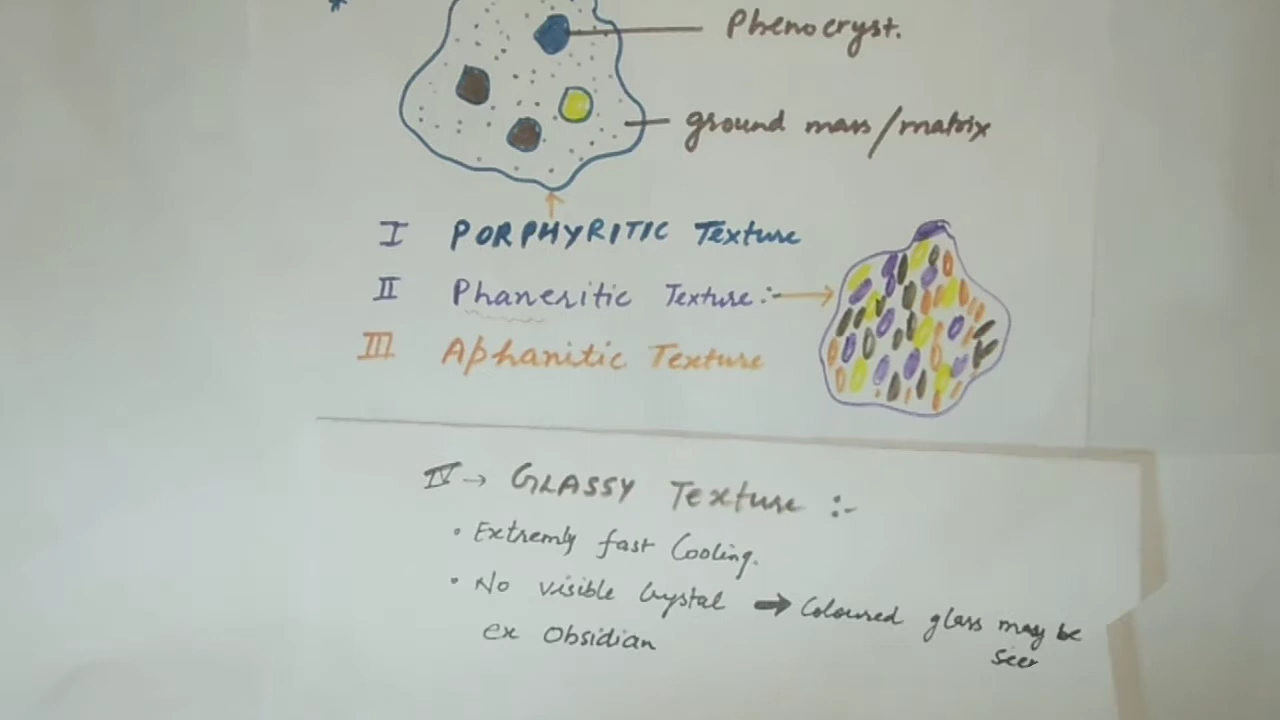 Phenocryst.
ground mass/matrix
I PORPHYRITIC Texture
II Phaneritic Texture:-
III Aphanitic Texture
IV → GLASSY Texture :-
• Extremly fast Cooling.
• No visible Crystal → Coloured glass may be seen
ex Obsidian